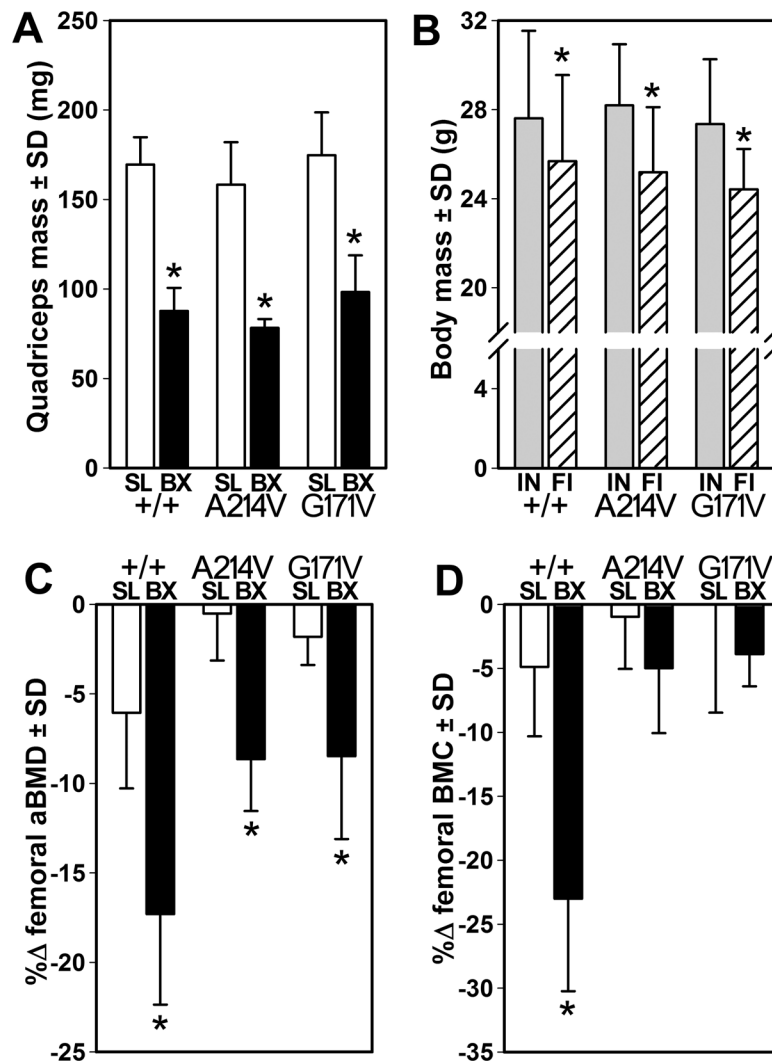 A
Quadriceps mass ± SD (mg)
250
200
150
100
50
0
*
*
*
SL BX SL BX SL BX
+/+ A214V G171V
B
Body mass ± SD (g)
32
28
24
20
4
0
*
*
*
IN FI IN FI IN FI
+/+ A214V G171V
C
+/+ A214V G171V
SL BX SL BX SL BX
%Δ femoral aBMD ± SD
0
-5
-10
-15
-20
-25
*
*
*
D
+/+ A214V G171V
SL BX SL BX SL BX
%Δ femoral BMC ± SD
0
-5
-10
-15
-20
-25
-30
-35
*